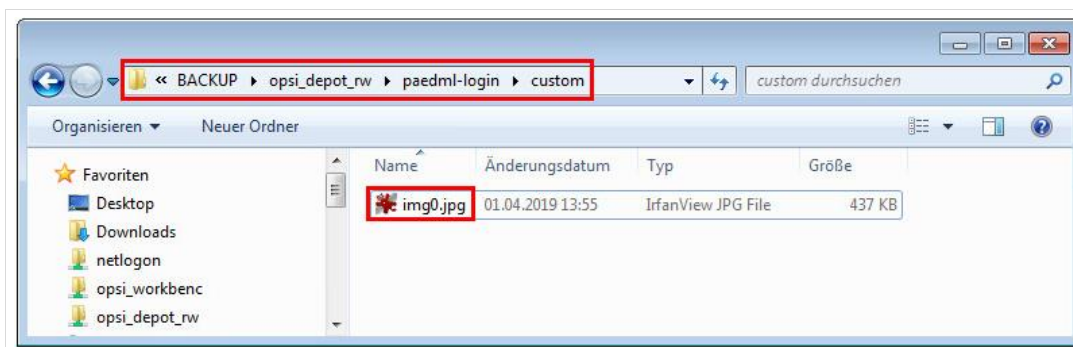 « BACKUP ▸ opsi_depot_rw ▸ paedml-login ▸ custom
custom durchsuchen
Organisieren
Neuer Ordner
Name
Änderungsdatum
Typ
Größe
Favoriten
Desktop
Downloads
netlogon
opsi_workbenc
opsi_depot_rw
img0.jpg
01.04.2019 13:55
IrfanView JPG File
437 KB